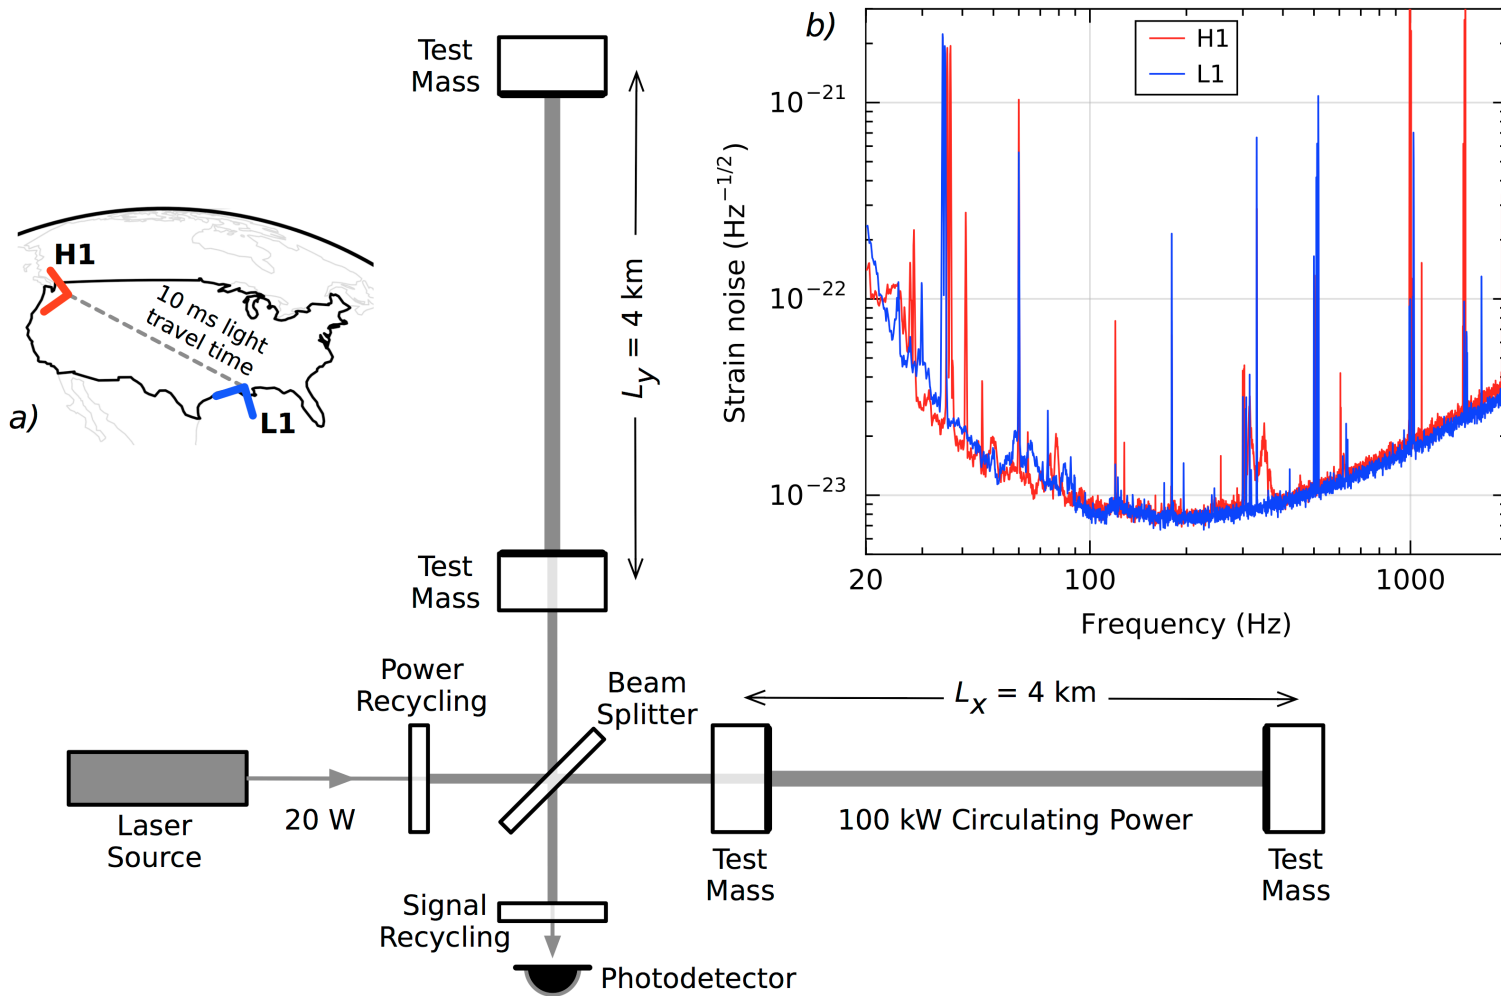 Test
Mass
L_y = 4 km
H1
10 ms light
travel time
L1
a)
b)
H1
L1
Strain noise (Hz^{−1/2})
10^{−21}
10^{−22}
10^{−23}
20
100
1000
Frequency (Hz)
Test
Mass
Power
Recycling
Beam
Splitter
L_x = 4 km
Laser
Source
20 W
100 kW Circulating Power
Test
Mass
Test
Mass
Signal
Recycling
Photodetector